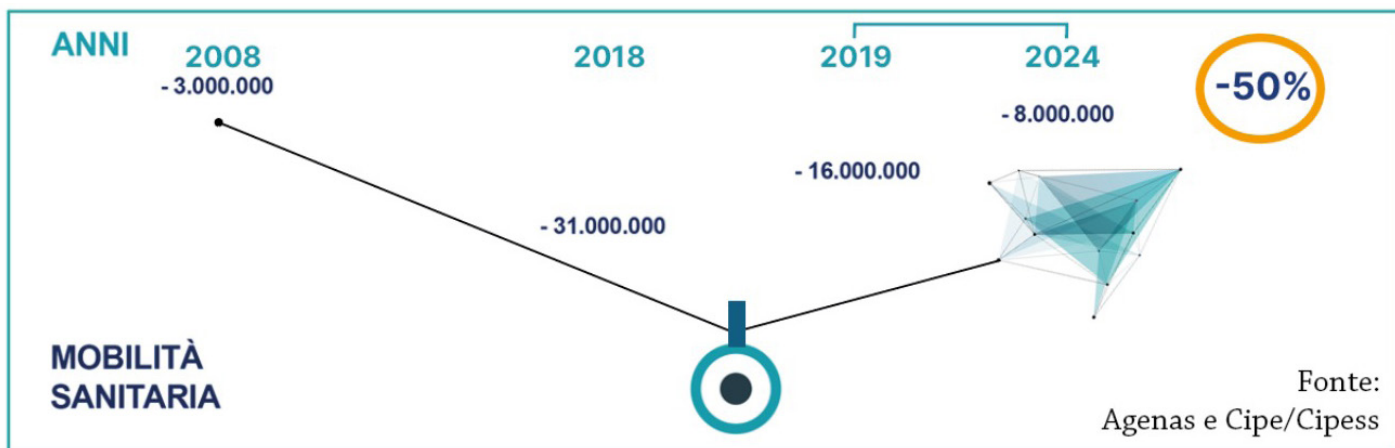 ANNI
2008
2018
2019
2024
- 3.000.000
- 31.000.000
- 16.000.000
- 8.000.000
-50%
MOBILITÀ
SANITARIA
Fonte:
Agenas e Cipe/Cipess